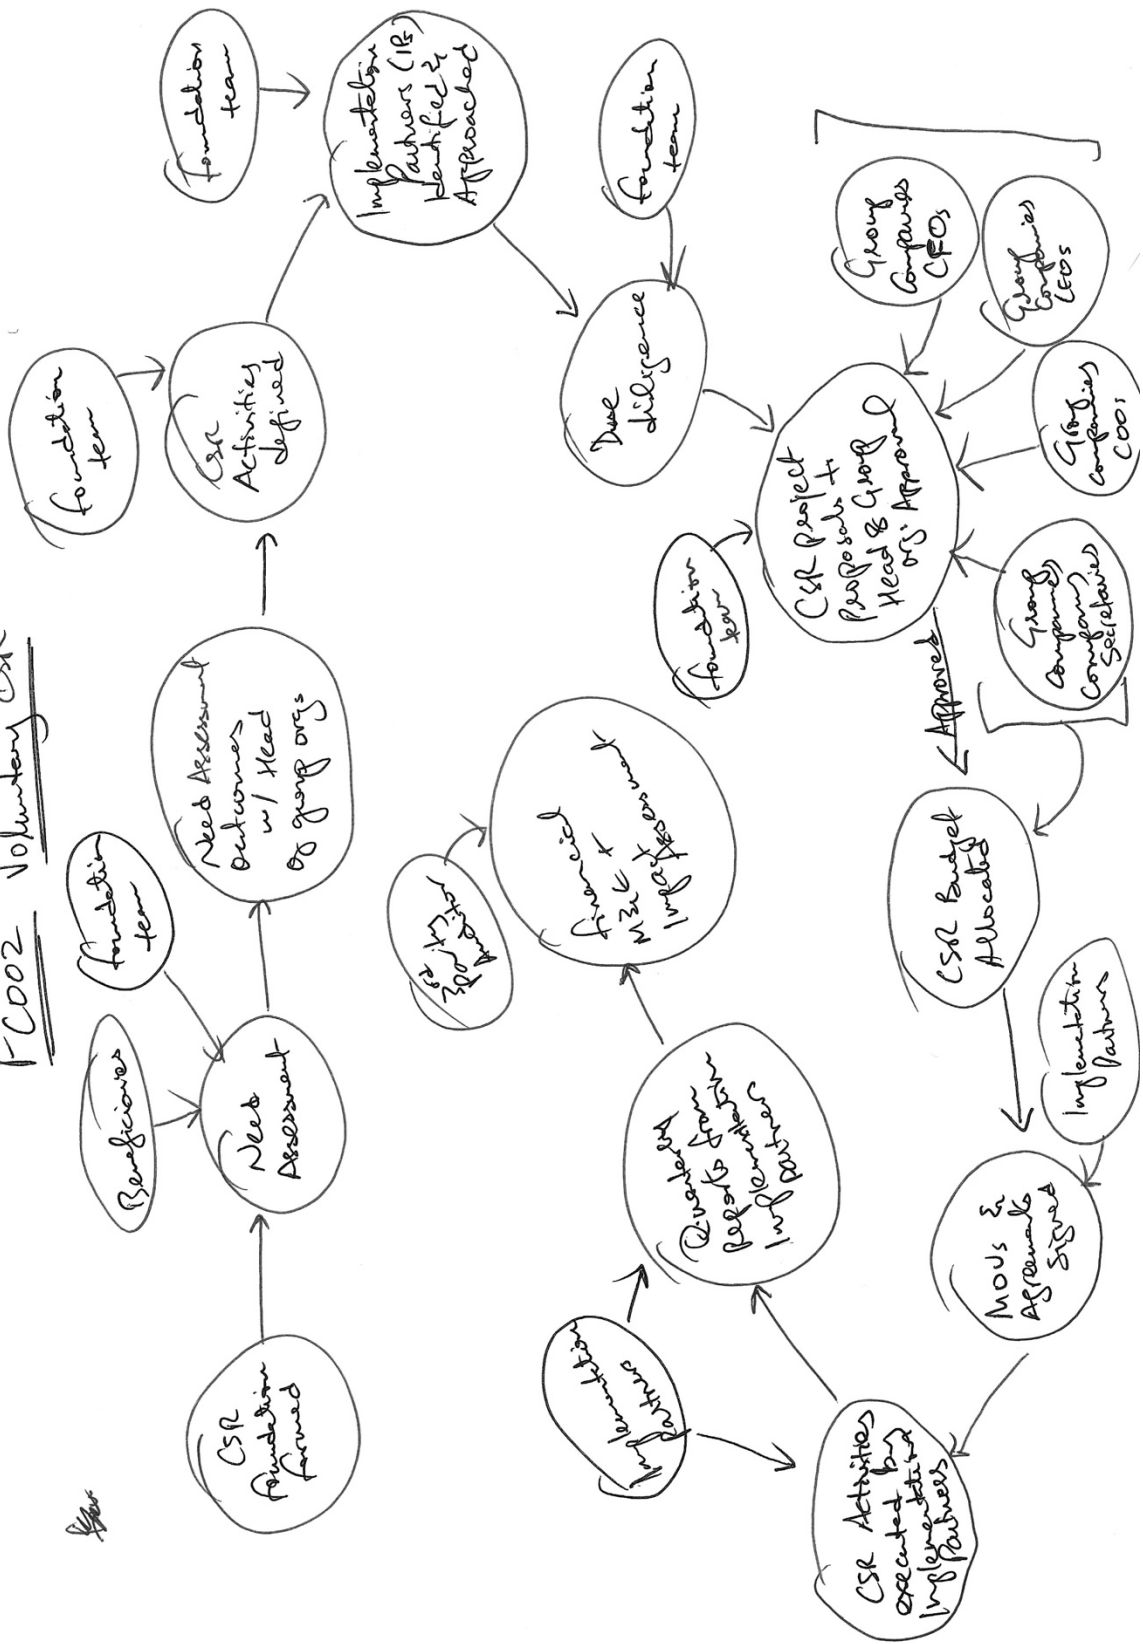 FC002 Voluntary CSR
CSR
foundation
formed
Beneficiaries
foundation
team
Need
Assessment
Need Assessment
outcomes
w/ Head
of group orgs
foundation
team
CSR
Activities
defined
foundation
team
Implementation
Partners (IPs)
Identified &
Approached
foundation
team
Due
diligence
foundation
team
CSR project
proposals to
Head & Group
org. Approval
Group
Companies
CFOs
Group
Companies
CEOs
Group
companies
COOs
Group
Companies
Company
Secretaries
Approved
CSR Budget
Allocated
Implementation
Partners
MOUs &
Agreements
Signed
CSR Activities
executed by
Implementation
Partners
Implementation
Partners
reports from
Implementation
partner
3rd
party
auditor
financial
M&E +
Impact Assessment